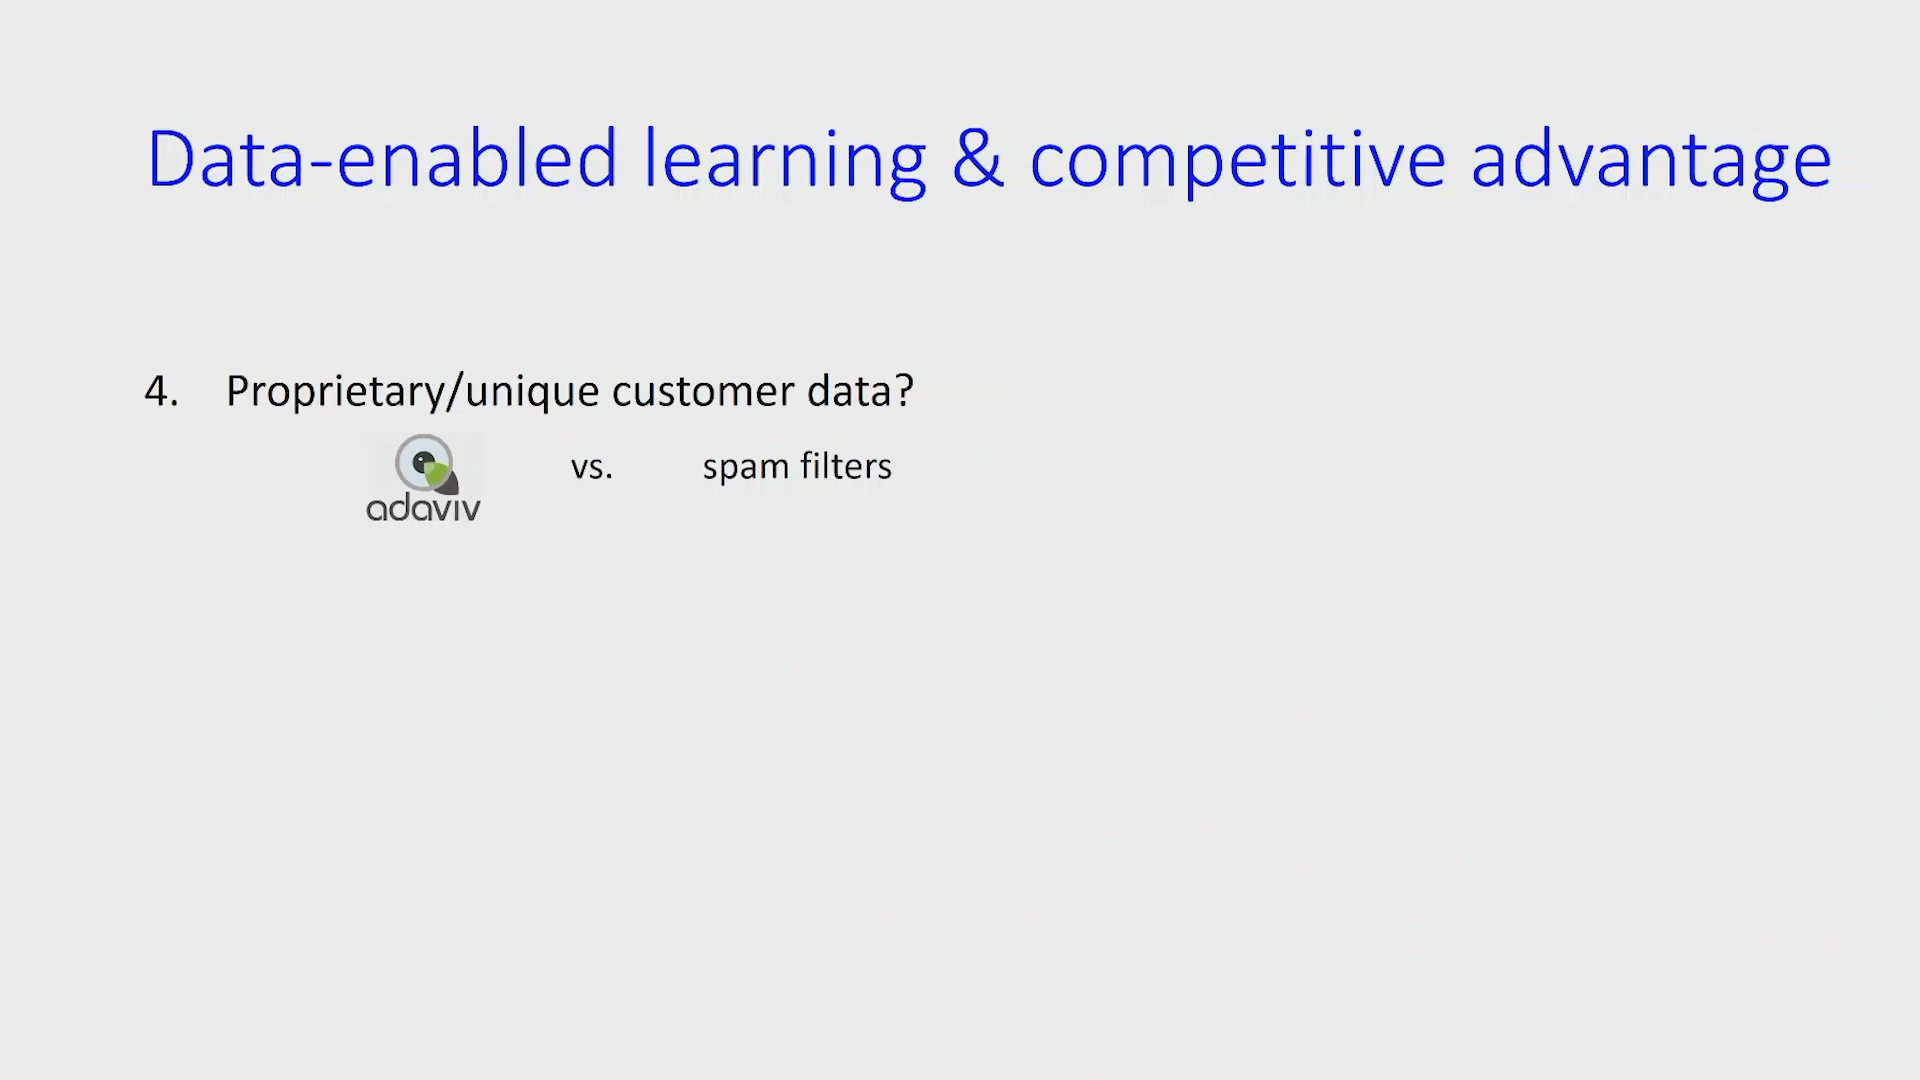 Data-enabled learning & competitive advantage
4. Proprietary/unique customer data?
adaviv vs. spam filters